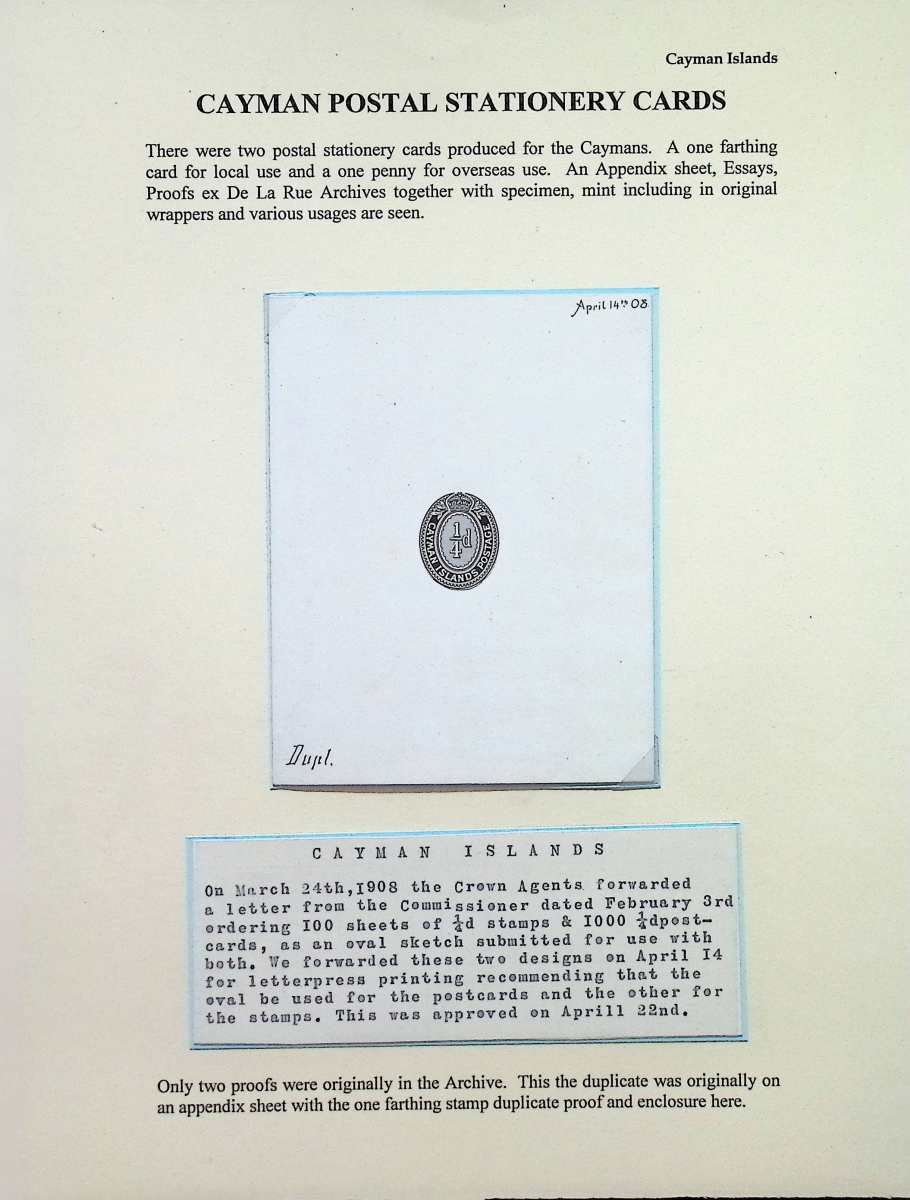 Cayman Islands
CAYMAN POSTAL STATIONERY CARDS
There were two postal stationery cards produced for the Caymans. A one farthing
card for local use and a one penny for overseas use. An Appendix sheet, Essays,
Proofs ex De La Rue Archives together with specimen, mint including in original
wrappers and various usages are seen.
April 14th 08
1/4d
CAYMAN ISLANDS POSTAGE
Dupl.
CAYMAN ISLANDS
On March 24th,I908 the Crown Agents forwarded
a letter from the Commissioner dated February 3rd
ordering I00 sheets of ¼d stamps & I000 ¼dpost-
cards, as an oval sketch submitted for use with
both. We forwarded these two designs on April I4
for letterpress printing recommending that the
oval be used for the postcards and the other for
the stamps. This was approved on Aprill 22nd.
Only two proofs were originally in the Archive. This the duplicate was originally on
an appendix sheet with the one farthing stamp duplicate proof and enclosure here.